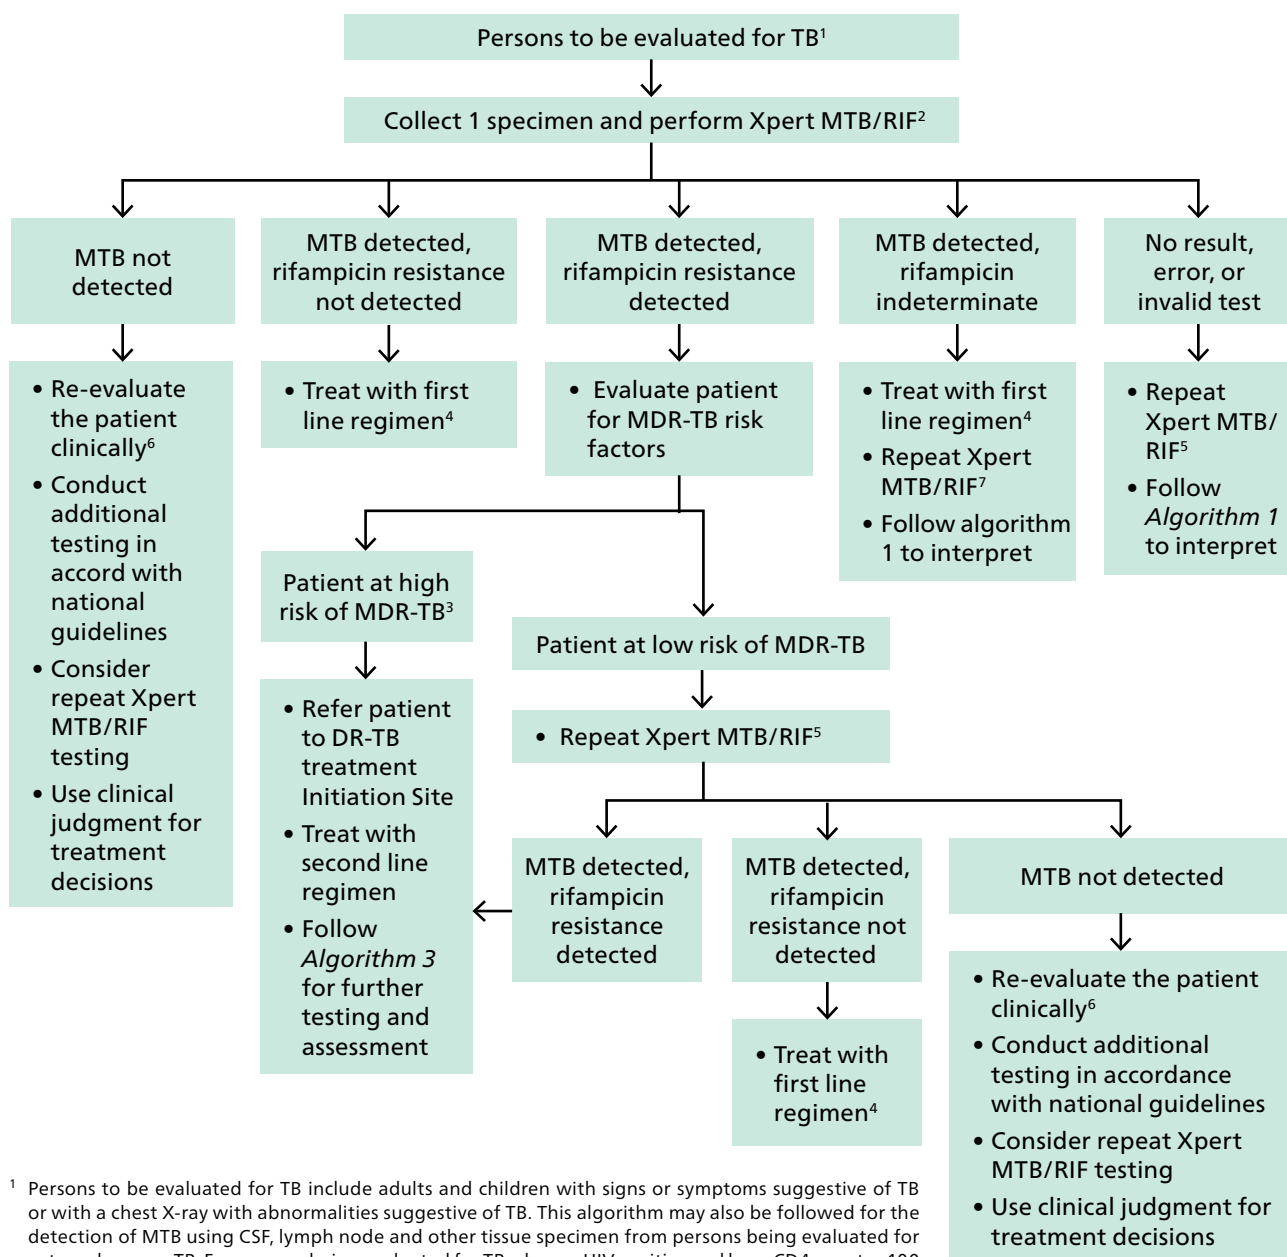 Persons to be evaluated for TB¹
Collect 1 specimen and perform Xpert MTB/RIF²
MTB not
detected
MTB detected,
rifampicin resistance
not detected
MTB detected,
rifampicin resistance
detected
MTB detected,
rifampicin
indeterminate
No result,
error, or
invalid test
• Re-evaluate
the patient
clinically⁶
• Conduct
additional
testing in
accord with
national
guidelines
• Consider
repeat Xpert
MTB/RIF
testing
• Use clinical
judgment for
treatment
decisions
• Treat with first
line regimen⁴
• Evaluate patient
for MDR-TB risk
factors
• Treat with first
line regimen⁴
• Repeat Xpert
MTB/RIF⁷
• Follow algorithm
1 to interpret
• Repeat
Xpert MTB/
RIF⁵
• Follow
Algorithm 1
to interpret
Patient at high
risk of MDR-TB³
Patient at low risk of MDR-TB
• Refer patient
to DR-TB
treatment
Initiation Site
• Treat with
second line
regimen
• Follow
Algorithm 3
for further
testing and
assessment
• Repeat Xpert MTB/RIF⁵
MTB detected,
rifampicin
resistance
detected
MTB detected,
rifampicin
resistance not
detected
MTB not detected
• Treat with
first line
regimen⁴
• Re-evaluate the patient
clinically⁶
• Conduct additional
testing in accordance
with national guidelines
• Consider repeat Xpert
MTB/RIF testing
• Use clinical judgment for
treatment decisions
¹ Persons to be evaluated for TB include adults and children with signs or symptoms suggestive of TB
or with a chest X-ray with abnormalities suggestive of TB. This algorithm may also be followed for the
detection of MTB using CSF, lymph node and other tissue specimen from persons being evaluated for